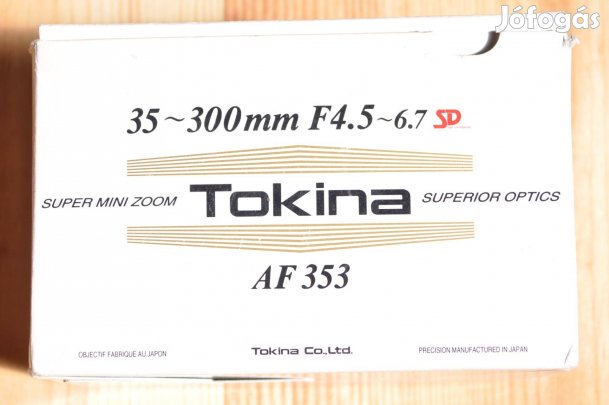 Jófogás
35~300mm F4.5~6.7 SD
SUPER MINI ZOOM Tokina SUPERIOR OPTICS
AF 353
OBJECTIF FABRIQUE AU JAPON Tokina Co.,Ltd. PRECISION MANUFACTURED IN JAPAN